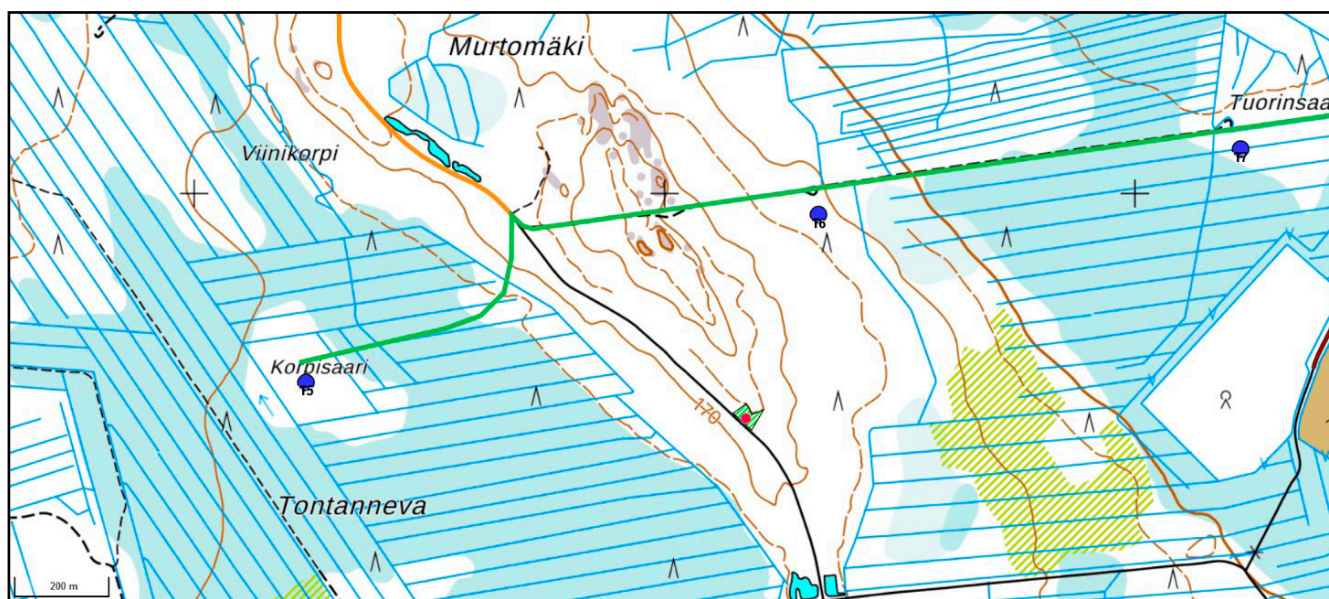 Murtomäki
Tuorinsaa
Viinikorpi
T7
T6
Korpisaari
T5
170
Tontanneva
200 m